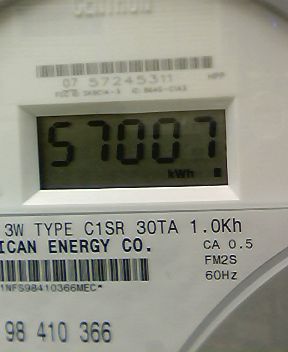 07 57245311 HPP
57007
kWh
3W TYPE C1SR 30TA 1.0Kh
ICAN ENERGY CO. CA 0.5
FM2S
60Hz
1NFS98410366MEC*
98 410 366